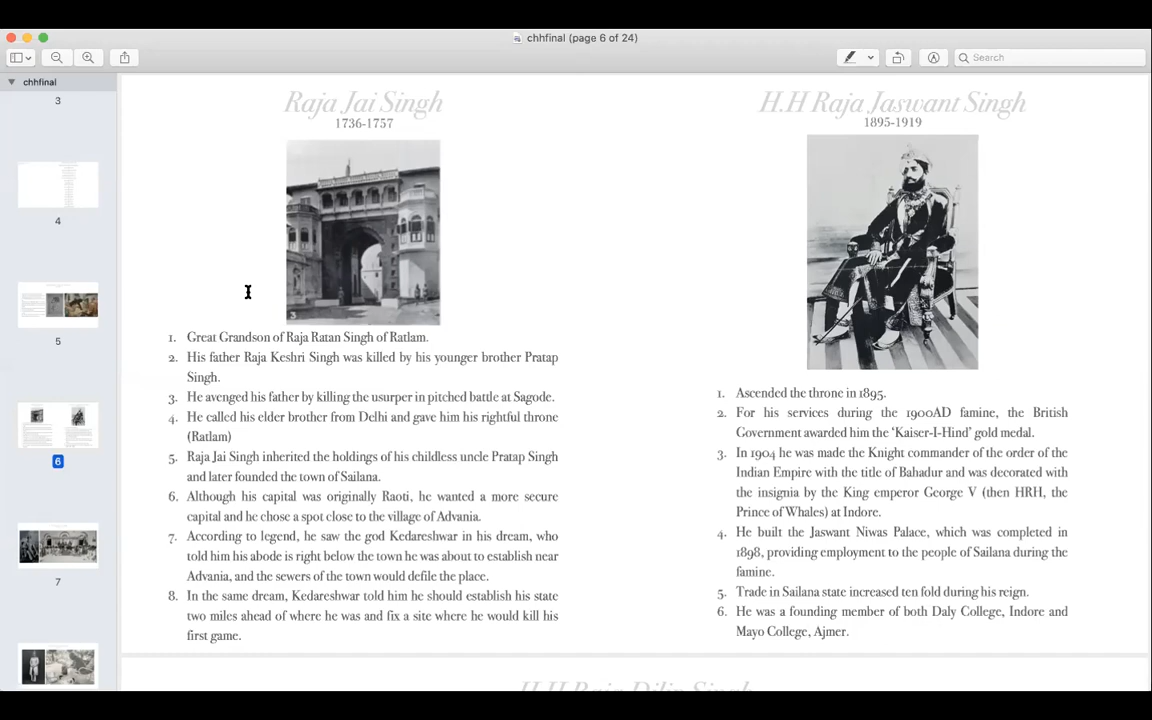 chhfinal (page 6 of 24)
Search
chhfinal
3
4
5
6
7
Raja Jai Singh
1736-1757
3
1. Great Grandson of Raja Ratan Singh of Ratlam.
2. His father Raja Keshri Singh was killed by his younger brother Pratap
Singh.
3. He avenged his father by killing the usurper in pitched battle at Sagode.
4. He called his elder brother from Delhi and gave him his rightful throne
(Ratlam)
5. Raja Jai Singh inherited the holdings of his childless uncle Pratap Singh
and later founded the town of Sailana.
6. Although his capital was originally Raoti, he wanted a more secure
capital and he chose a spot close to the village of Advania.
7. According to legend, he saw the god Kedareshwar in his dream, who
told him his abode is right below the town he was about to establish near
Advania, and the sewers of the town would defile the place.
8. In the same dream, Kedareshwar told him he should establish his state
two miles ahead of where he was and fix a site where he would kill his
first game.
H.H Raja Jaswant Singh
1895-1919
1. Ascended the throne in 1895.
2. For his services during the 1900AD famine, the British
Government awarded him the ‘Kaiser-I-Hind’ gold medal.
3. In 1904 he was made the Knight commander of the order of the
Indian Empire with the title of Bahadur and was decorated with
the insignia by the King emperor George V (then HRH, the
Prince of Whales) at Indore.
4. He built the Jaswant Niwas Palace, which was completed in
1898, providing employment to the people of Sailana during the
famine.
5. Trade in Sailana state increased ten fold during his reign.
6. He was a founding member of both Daly College, Indore and
Mayo College, Ajmer.
H.H Raja Dilip Singh